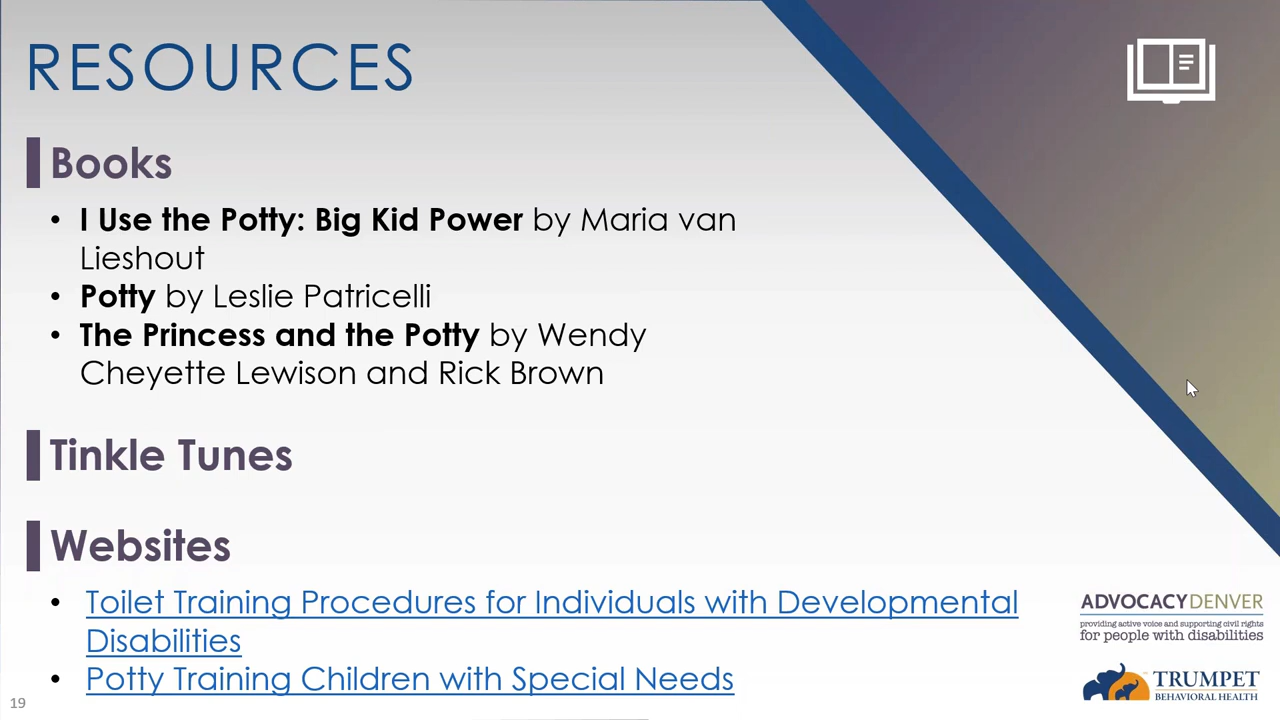 RESOURCES
Books
• I Use the Potty: Big Kid Power by Maria van
Lieshout
• Potty by Leslie Patricelli
• The Princess and the Potty by Wendy
Cheyette Lewison and Rick Brown
Tinkle Tunes
Websites
• Toilet Training Procedures for Individuals with Developmental
Disabilities
• Potty Training Children with Special Needs
ADVOCACYDENVER
providing active voice and supporting civil rights
for people with disabilities
TRUMPET
BEHAVIORAL HEALTH
19